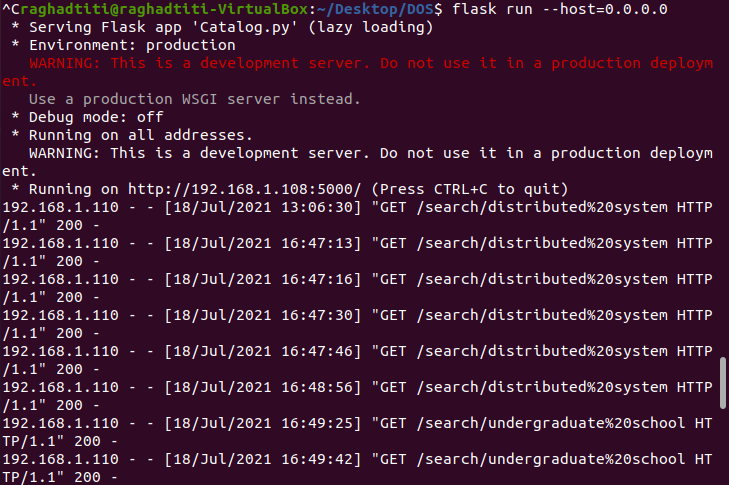 ^Craghadtiti@raghadtiti-VirtualBox:~/Desktop/DOS$ flask run --host=0.0.0.0
 * Serving Flask app 'Catalog.py' (lazy loading)
 * Environment: production
   WARNING: This is a development server. Do not use it in a production deploym
ent.
   Use a production WSGI server instead.
 * Debug mode: off
 * Running on all addresses.
   WARNING: This is a development server. Do not use it in a production deploym
ent.
 * Running on http://192.168.1.108:5000/ (Press CTRL+C to quit)
192.168.1.110 - - [18/Jul/2021 13:06:30] "GET /search/distributed%20system HTTP
/1.1" 200 -
192.168.1.110 - - [18/Jul/2021 16:47:13] "GET /search/distributed%20system HTTP
/1.1" 200 -
192.168.1.110 - - [18/Jul/2021 16:47:16] "GET /search/distributed%20system HTTP
/1.1" 200 -
192.168.1.110 - - [18/Jul/2021 16:47:30] "GET /search/distributed%20system HTTP
/1.1" 200 -
192.168.1.110 - - [18/Jul/2021 16:47:46] "GET /search/distributed%20system HTTP
/1.1" 200 -
192.168.1.110 - - [18/Jul/2021 16:48:56] "GET /search/distributed%20system HTTP
/1.1" 200 -
192.168.1.110 - - [18/Jul/2021 16:49:25] "GET /search/undergraduate%20school HT
TP/1.1" 200 -
192.168.1.110 - - [18/Jul/2021 16:49:42] "GET /search/undergraduate%20school HT
TP/1.1" 200 -